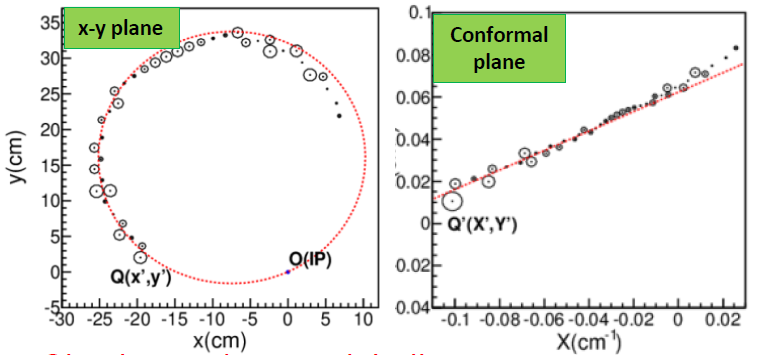 x-y plane
35
30
25
20
15
10
5
0
-5
y(cm)
Q(x',y')
O(IP)
-30 -25 -20 -15 -10 -5 0 5 10
x(cm)
Conformal
plane
0.1
0.08
0.06
0.04
0.02
0
0.02
0.04
Q'(X',Y')
-0.1 -0.08 -0.06 -0.04 -0.02 0 0.02
X(cm⁻¹)